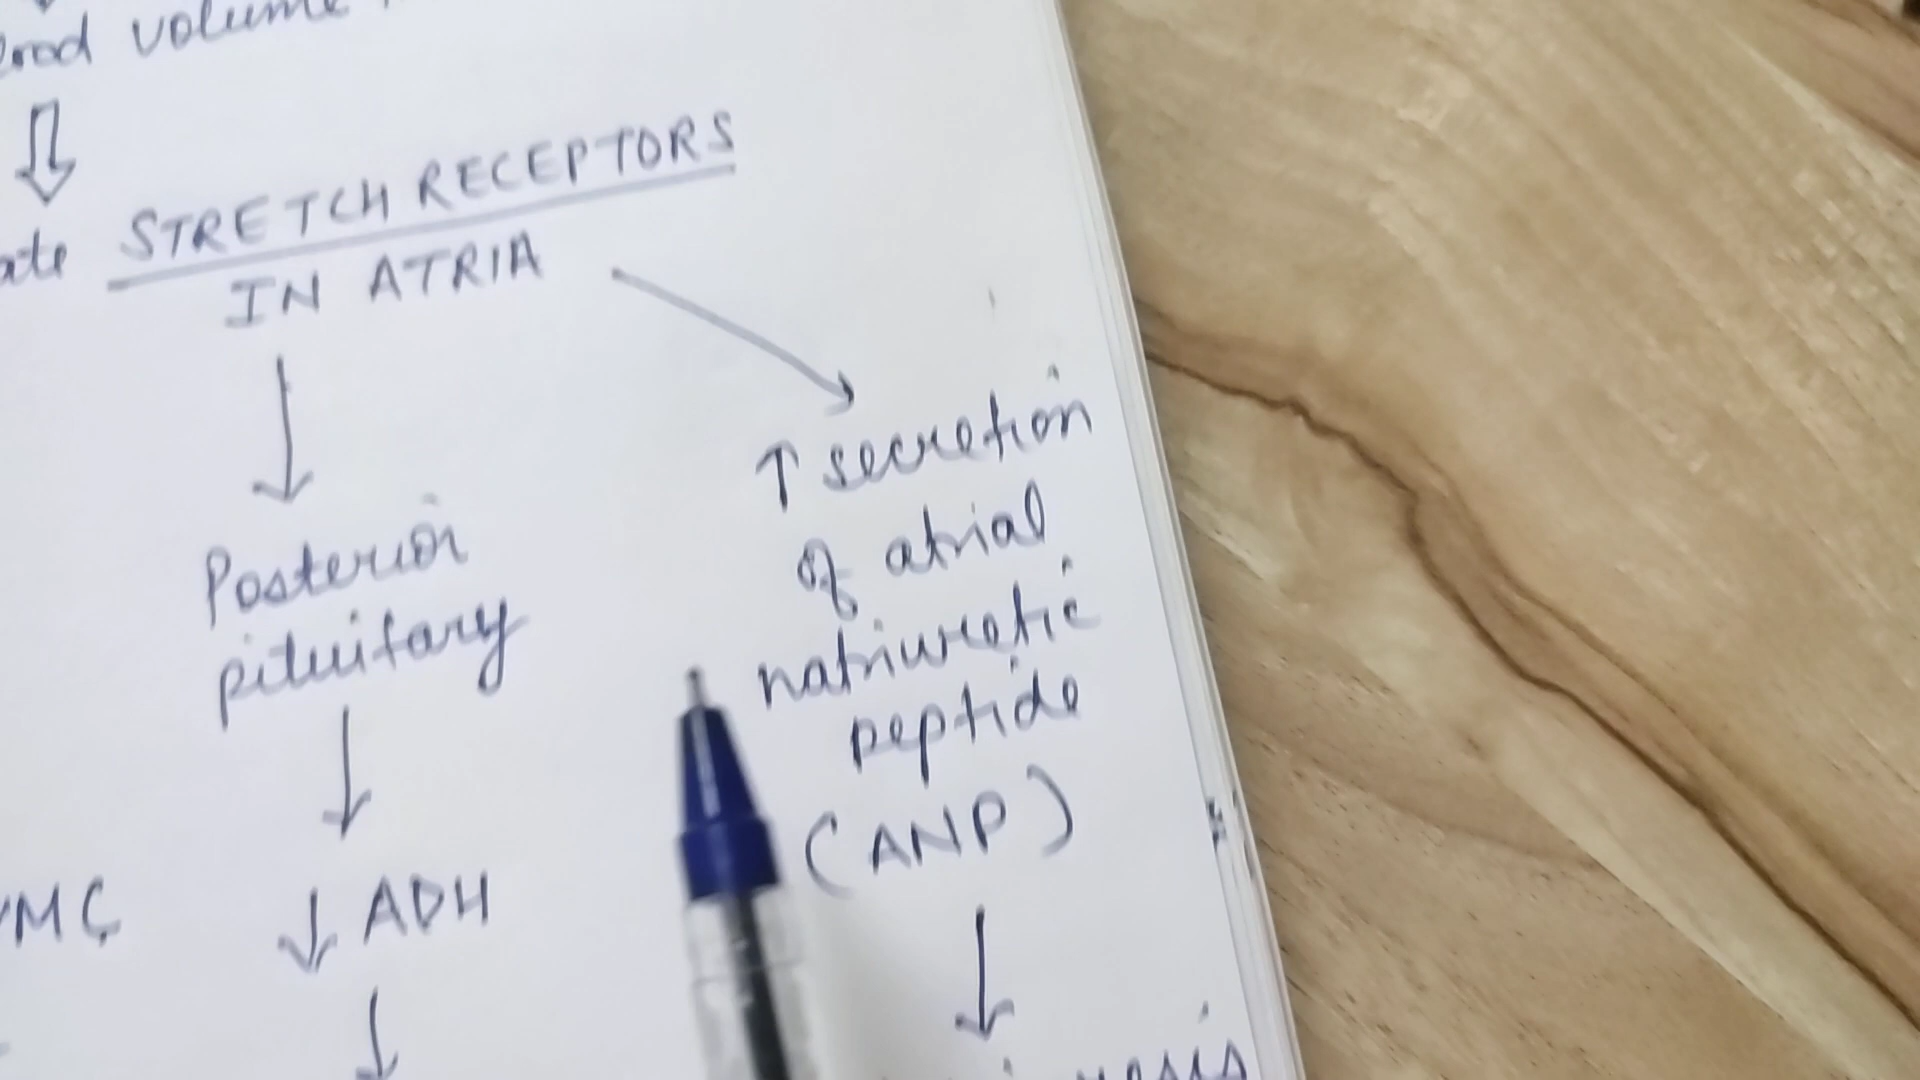 volume
STRETCH RECEPTORS
IN ATRIA
Posterior
pituitary
↓ ADH
↑ secretion
of atrial
natriuretic
peptide
(ANP)